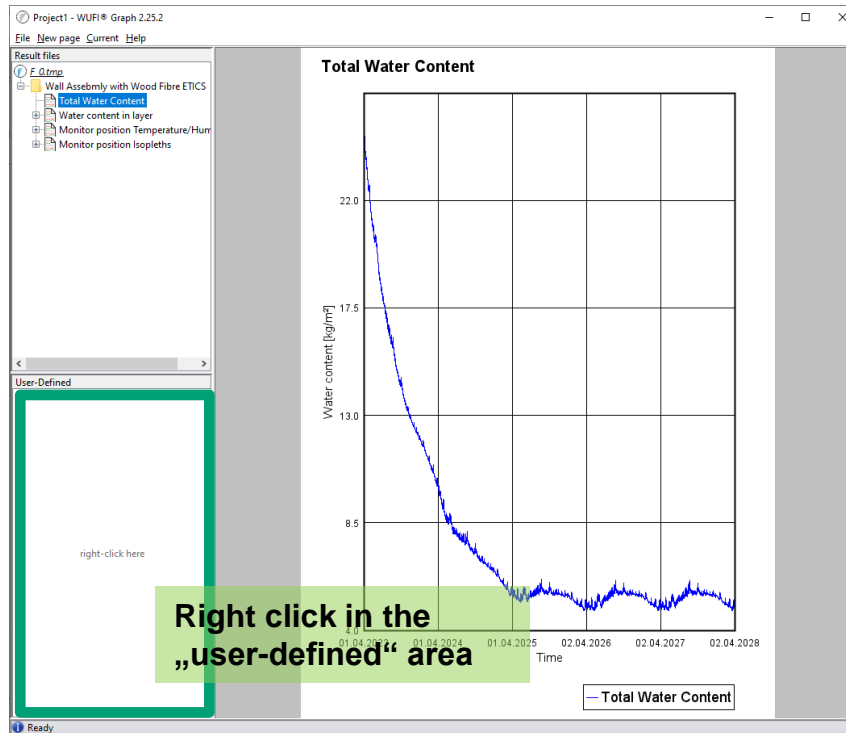 Project1 - WUFI® Graph 2.25.2
File New page Current Help
Result files
F_0.tmp
Wall Assebmly with Wood Fibre ETICS
Total Water Content
Water content in layer
Monitor position Temperature/Hum
Monitor position Isopleths
User-Defined
right-click here
Total Water Content
Water content [kg/m²]
22.0
17.5
13.0
8.5
4.0
01.04.2023 01.04.2024 01.04.2025 02.04.2026 02.04.2027 02.04.2028
Time
Total Water Content
Right click in the
„user-defined“ area
Ready